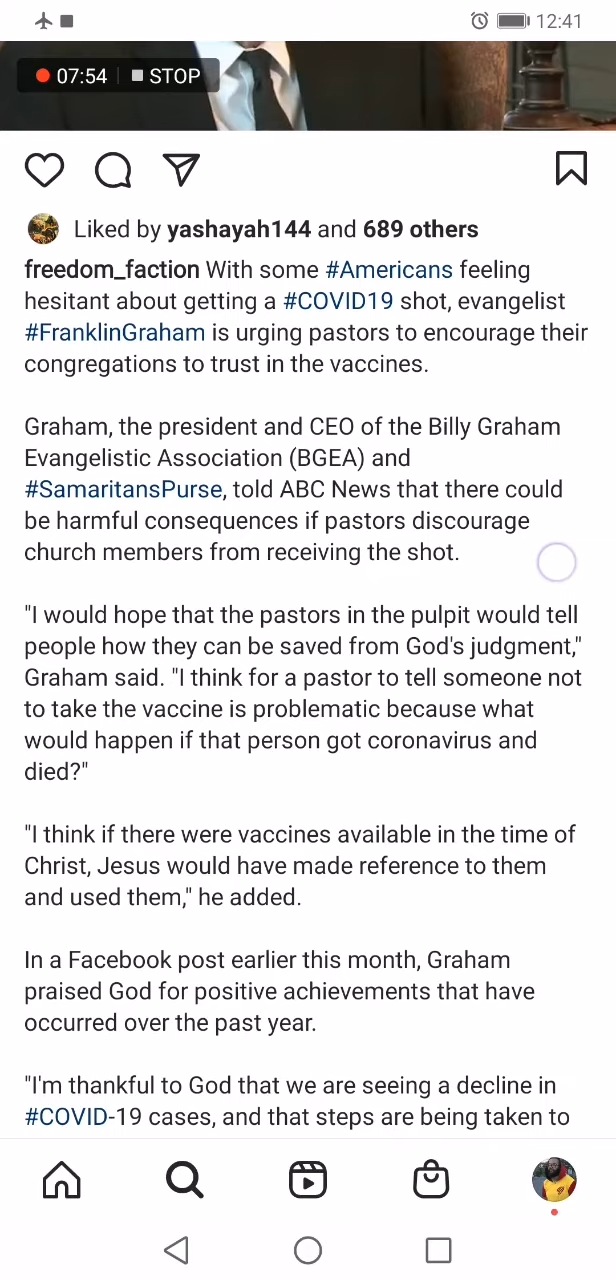 12:41
07:54 STOP
Liked by yashayah144 and 689 others
freedom_faction With some #Americans feeling
hesitant about getting a #COVID19 shot, evangelist
#FranklinGraham is urging pastors to encourage their
congregations to trust in the vaccines.
Graham, the president and CEO of the Billy Graham
Evangelistic Association (BGEA) and
#SamaritansPurse, told ABC News that there could
be harmful consequences if pastors discourage
church members from receiving the shot.
"I would hope that the pastors in the pulpit would tell
people how they can be saved from God's judgment,"
Graham said. "I think for a pastor to tell someone not
to take the vaccine is problematic because what
would happen if that person got coronavirus and
died?"
"I think if there were vaccines available in the time of
Christ, Jesus would have made reference to them
and used them," he added.
In a Facebook post earlier this month, Graham
praised God for positive achievements that have
occurred over the past year.
"I'm thankful to God that we are seeing a decline in
#COVID-19 cases, and that steps are being taken to